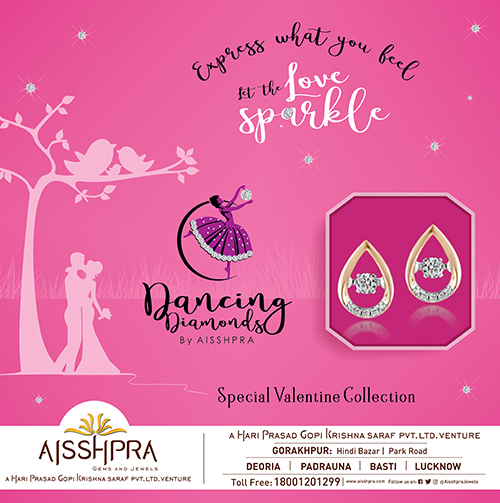 Express what you feel
let the Love
sparkle
Dancing
Diamonds
By AISSHPRA
Special Valentine Collection
AISSHPRA
GEMS AND JEWELS
A HARI PRASAD GOPI KRISHNA SARAF PVT.LTD. VENTURE
A HARI PRASAD GOPI KRISHNA SARAF PVT.LTD. VENTURE
GORAKHPUR: Hindi Bazar | Park Road
DEORIA | PADRAUNA | BASTI | LUCKNOW
Toll Free: 18001201299 | www.aisshpra.com | Follow us on: @AisshpraJewels